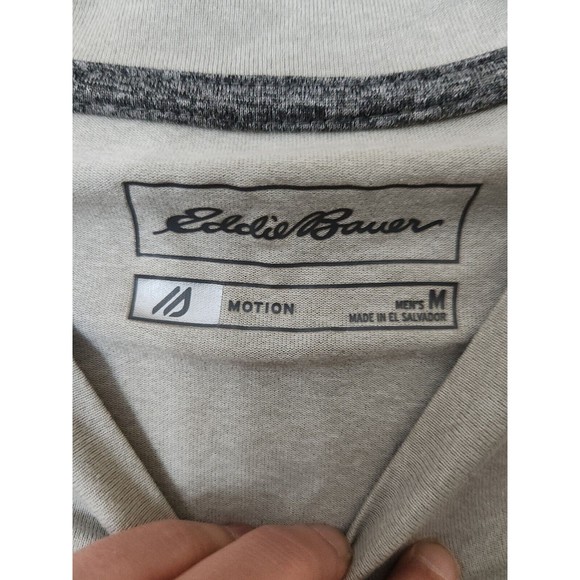 Eddie Bauer
MOTION
MEN'S M
MADE IN EL SALVADOR